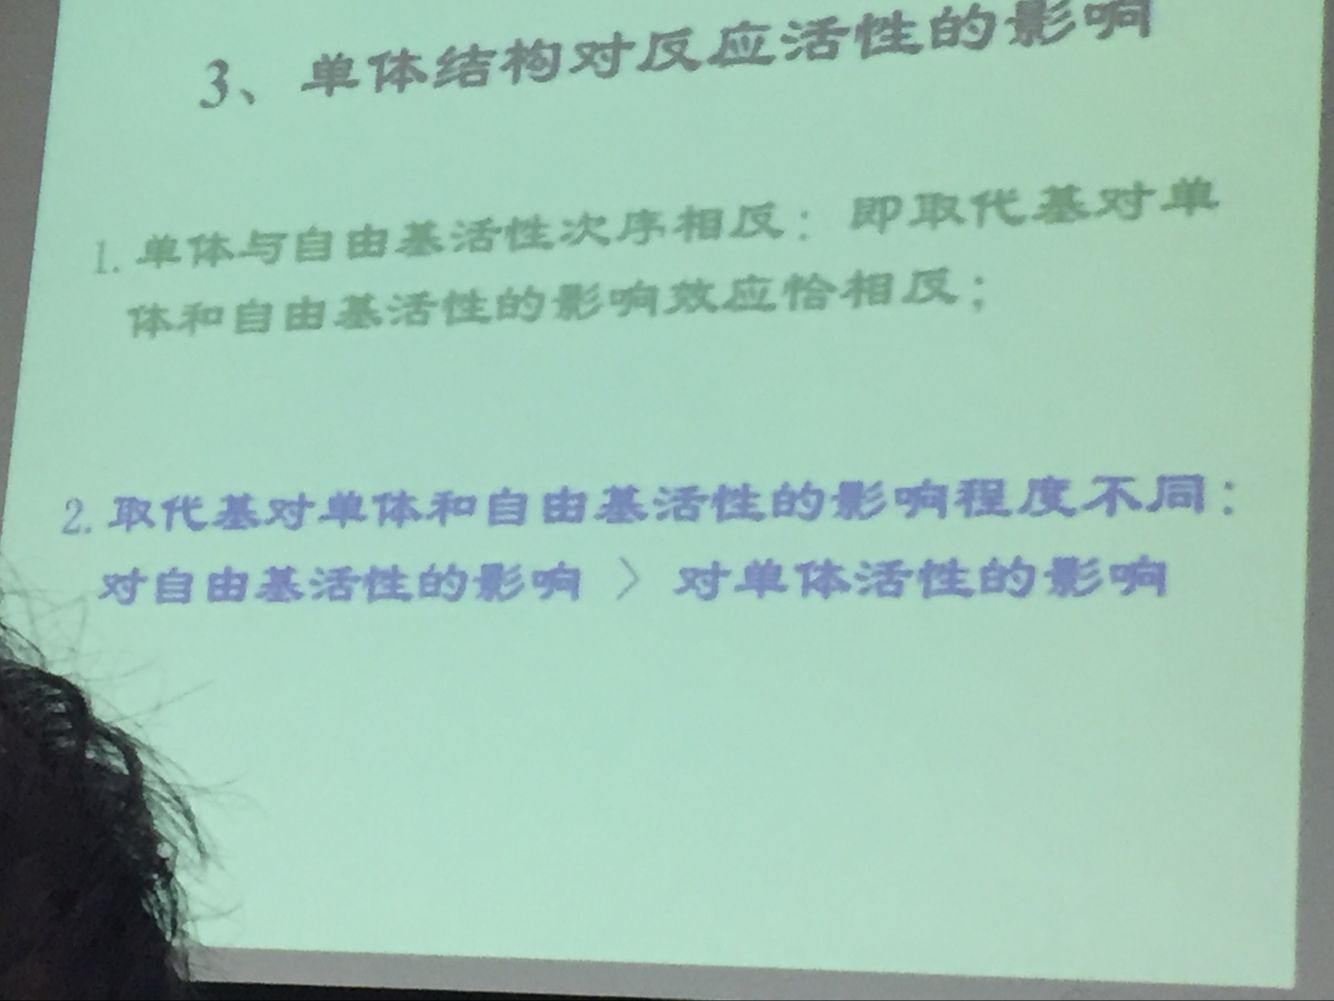 3、单体结构对反应活性的影响
1. 单体与自由基活性次序相反：即取代基对单
体和自由基活性的影响效应恰相反；
2. 取代基对单体和自由基活性的影响程度不同：
对自由基活性的影响 > 对单体活性的影响